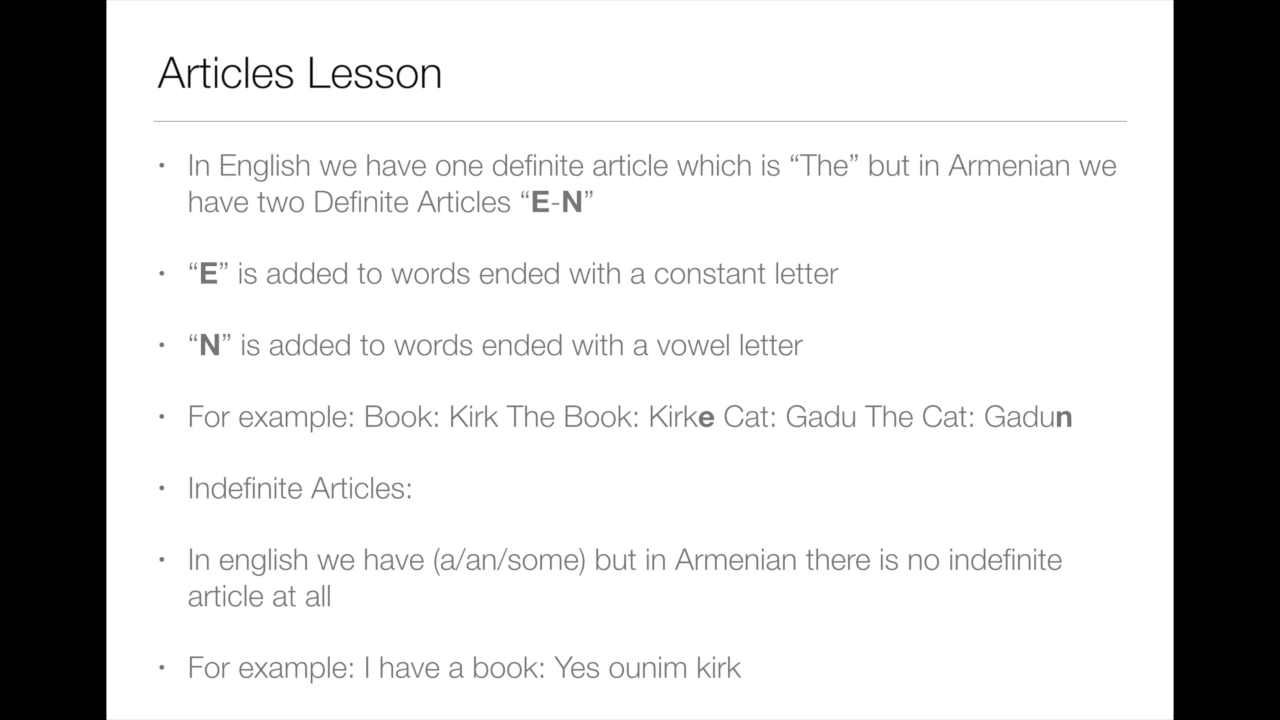 Articles Lesson
• In English we have one definite article which is “The” but in Armenian we
have two Definite Articles “E-N”
• “E” is added to words ended with a constant letter
• “N” is added to words ended with a vowel letter
• For example: Book: Kirk The Book: Kirke Cat: Gadu The Cat: Gadun
• Indefinite Articles:
• In english we have (a/an/some) but in Armenian there is no indefinite
article at all
• For example: I have a book: Yes ounim kirk